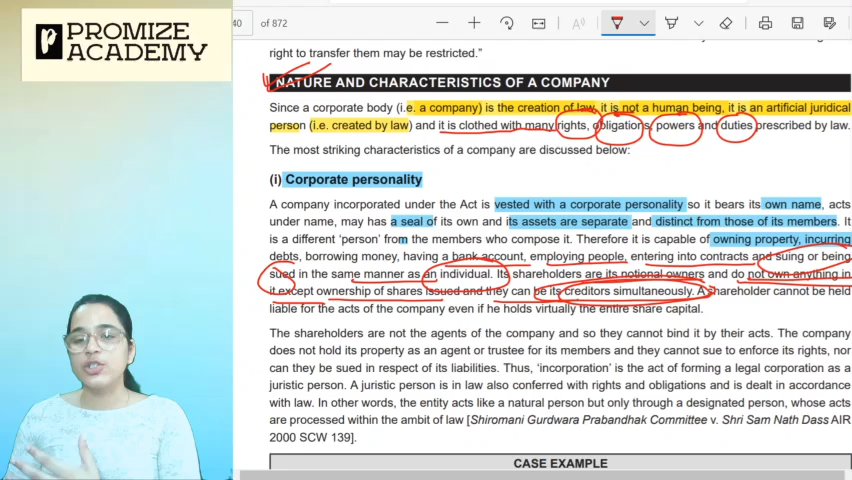 PROMIZE
ACADEMY
40
of 872
right to transfer them may be restricted."
NATURE AND CHARACTERISTICS OF A COMPANY
Since a corporate body (i.e. a company) is the creation of law, it is not a human being, it is an artificial juridical
person (i.e. created by law) and it is clothed with many rights, obligations, powers and duties prescribed by law.
The most striking characteristics of a company are discussed below:
(i) Corporate personality
A company incorporated under the Act is vested with a corporate personality so it bears its own name, acts
under name, may has a seal of its own and its assets are separate and distinct from those of its members. It
is a different 'person' from the members who compose it. Therefore it is capable of owning property, incurring
debts, borrowing money, having a bank account, employing people, entering into contracts and suing or being
sued in the same manner as an individual. Its shareholders are its notional owners and do not own anything in
it except ownership of shares issued and they can be its creditors simultaneously. A shareholder cannot be held
liable for the acts of the company even if he holds virtually the entire share capital.
The shareholders are not the agents of the company and so they cannot bind it by their acts. The company
does not hold its property as an agent or trustee for its members and they cannot sue to enforce its rights, nor
can they be sued in respect of its liabilities. Thus, 'incorporation' is the act of forming a legal corporation as a
juristic person. A juristic person is in law also conferred with rights and obligations and is dealt in accordance
with law. In other words, the entity acts like a natural person but only through a designated person, whose acts
are processed within the ambit of law [Shiromani Gurdwara Prabandhak Committee v. Shri Sam Nath Dass AIR
2000 SCW 139].
CASE EXAMPLE